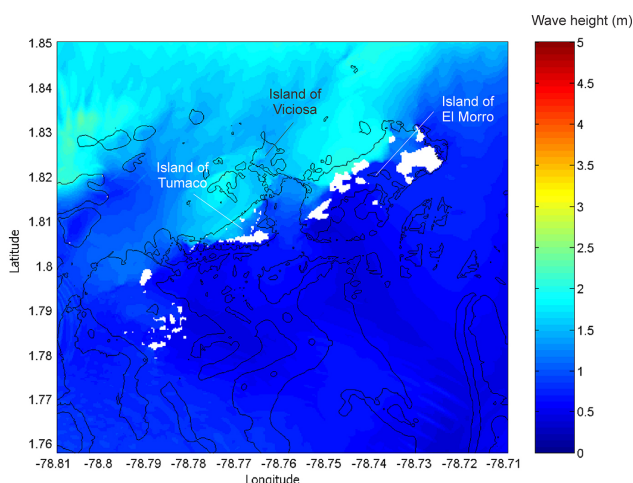 Wave height (m)
1.85
1.84
1.83
1.82
1.81
1.8
1.79
1.78
1.77
1.76
Latitude
Island of
Viciosa
Island of
El Morro
Island of
Tumaco
-78.81 -78.8 -78.79 -78.78 -78.77 -78.76 -78.75 -78.74 -78.73 -78.72 -78.71
Longitude
5
4.5
4
3.5
3
2.5
2
1.5
1
0.5
0